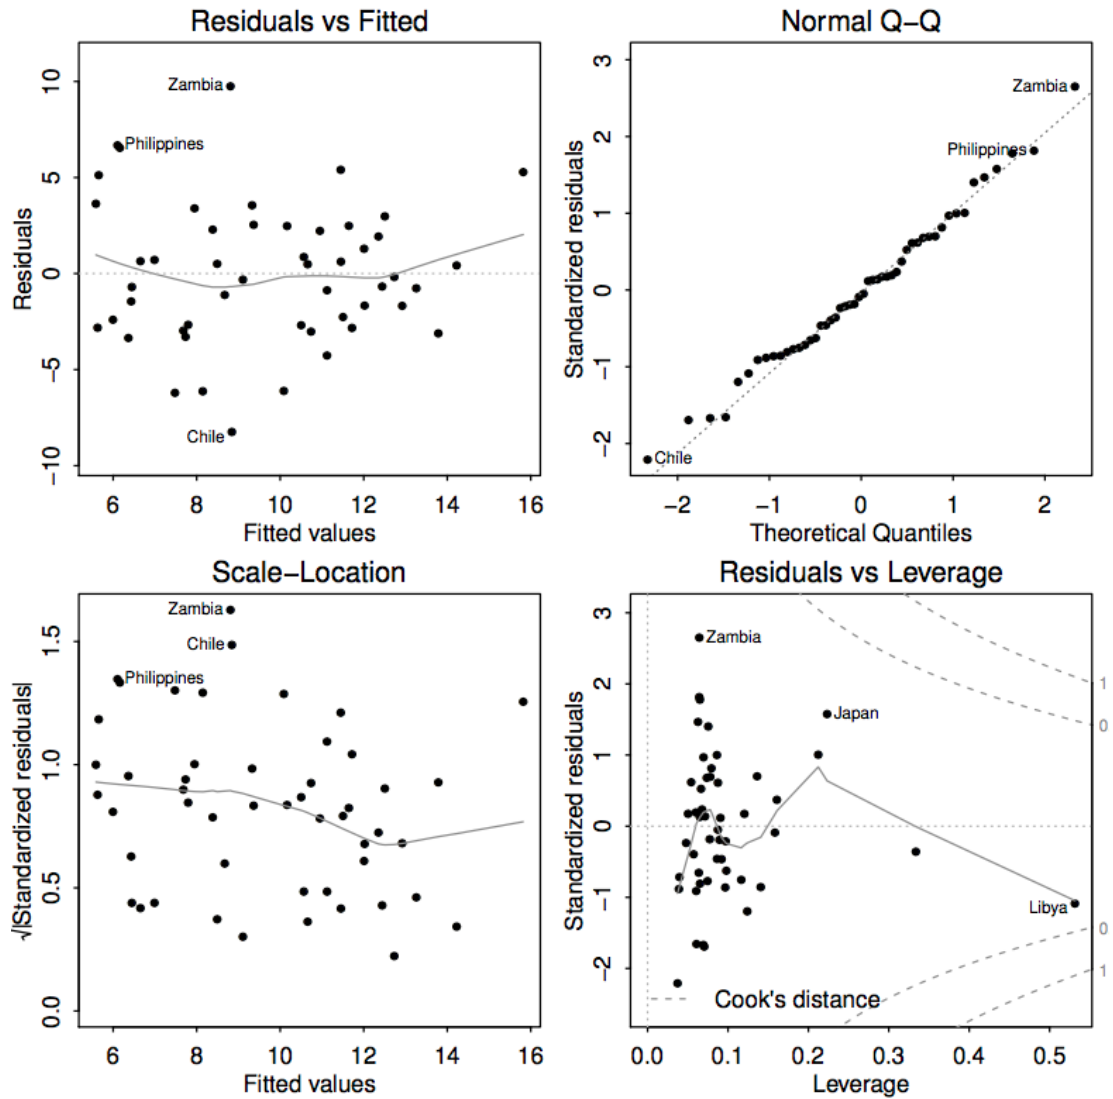 Residuals vs Fitted
10
5
0
−5
−10
Residuals
Zambia
Philippines
Chile
6 8 10 12 14 16
Fitted values
Normal Q−Q
3
2
1
0
−1
−2
Standardized residuals
Zambia
Philippines
Chile
−2 −1 0 1 2
Theoretical Quantiles
Scale−Location
1.5
1.0
0.5
0.0
√|Standardized residuals|
Zambia
Chile
Philippines
6 8 10 12 14 16
Fitted values
Residuals vs Leverage
3
2
1
0
−1
−2
Standardized residuals
Zambia
Japan
Libya
1
0
0
1
Cook's distance
0.0 0.1 0.2 0.3 0.4 0.5
Leverage